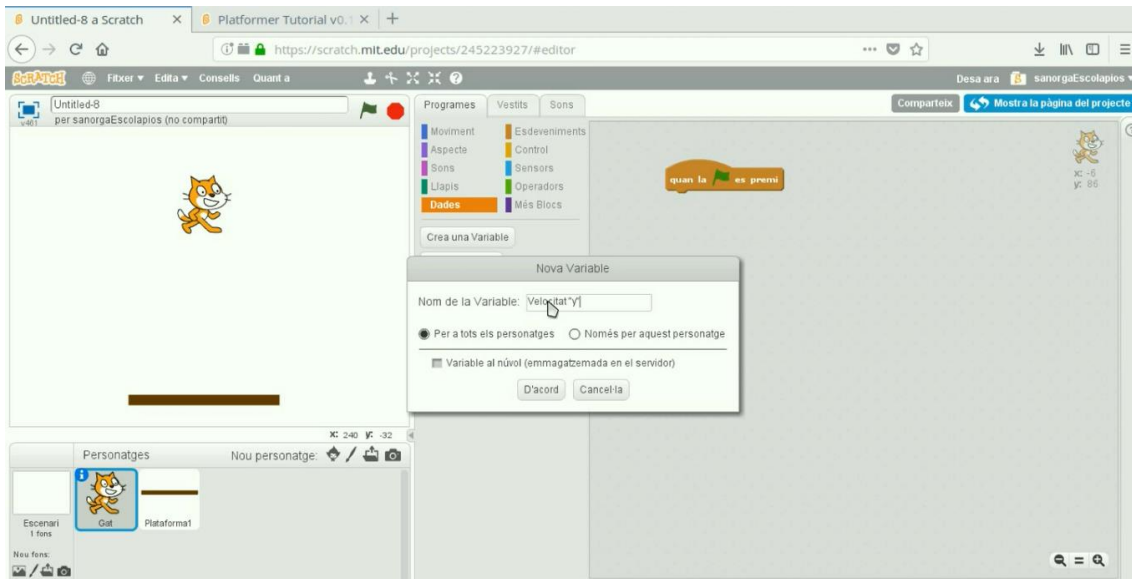 Untitled-8 a Scratch
Platformer Tutorial v0.1
https://scratch.mit.edu/projects/245223927/#editor
SCRATCH Fitxer Edita Consells Quant a
Desa ara sanorgaEscolapios
v461
Untitled-8
per sanorgaEscolapios (no compartit)
Programes Vestits Sons
Comparteix Mostra la pàgina del projecte
Moviment Esdeveniments
Aspecte Control
Sons Sensors
Llapis Operadors
Dades Més Blocs
Crea una Variable
quan la es premi
x: -6
y: 86
Nova Variable
Nom de la Variable: Velocitat "y"
Per a tots els personatges Només per aquest personatge
Variable al núvol (emmagatzemada en el servidor)
D'acord Cancel·la
x: 240 y: -32
Personatges Nou personatge:
Escenari
1 fons
Gat Plataforma1
Nou fons: